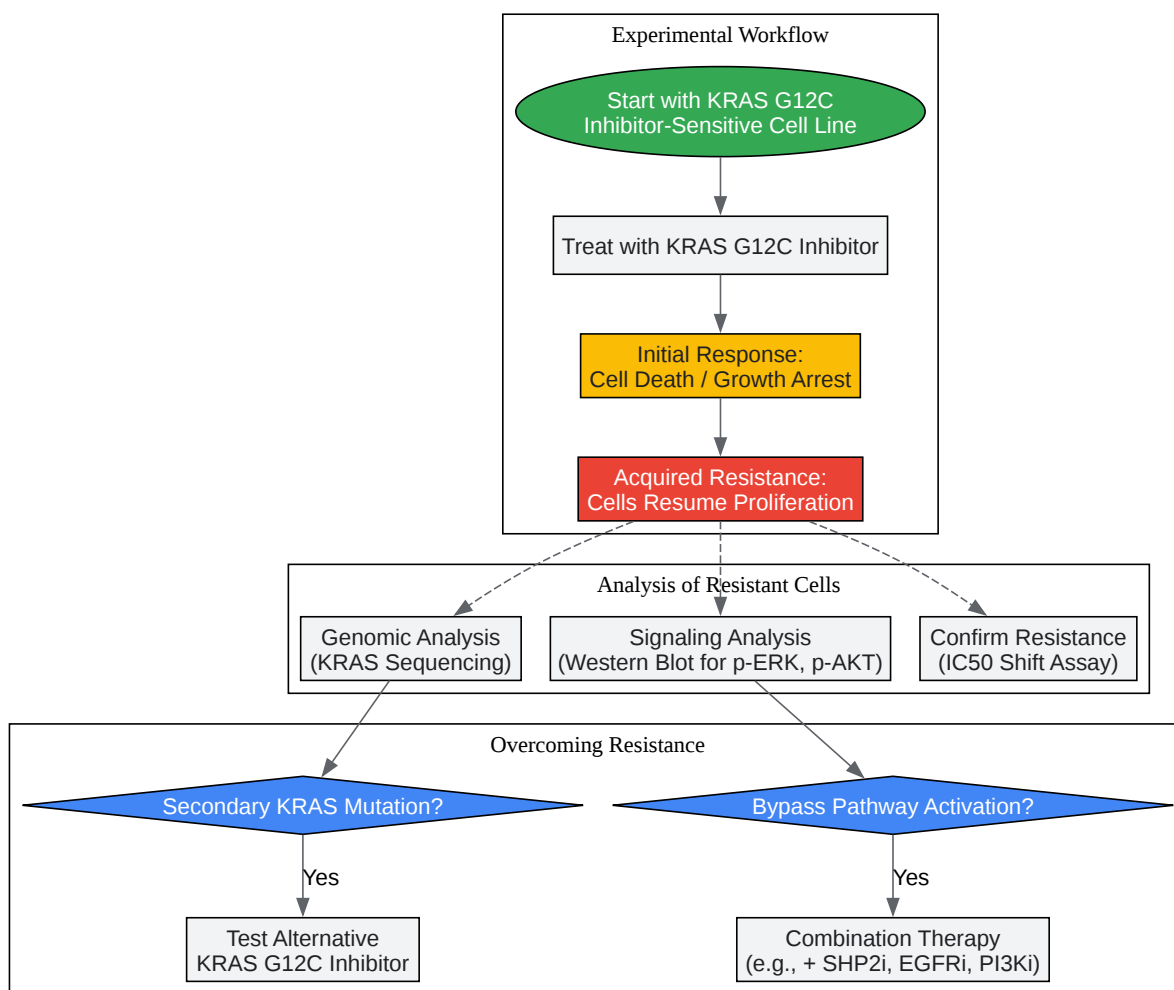 Experimental Workflow
Start with KRAS G12C
Inhibitor-Sensitive Cell Line
Treat with KRAS G12C Inhibitor
Initial Response:
Cell Death / Growth Arrest
Acquired Resistance:
Cells Resume Proliferation
Analysis of Resistant Cells
Genomic Analysis
(KRAS Sequencing)
Signaling Analysis
(Western Blot for p-ERK, p-AKT)
Confirm Resistance
(IC50 Shift Assay)
Overcoming Resistance
Secondary KRAS Mutation?
Bypass Pathway Activation?
Yes
Yes
Test Alternative
KRAS G12C Inhibitor
Combination Therapy
(e.g., + SHP2i, EGFRi, PI3Ki)